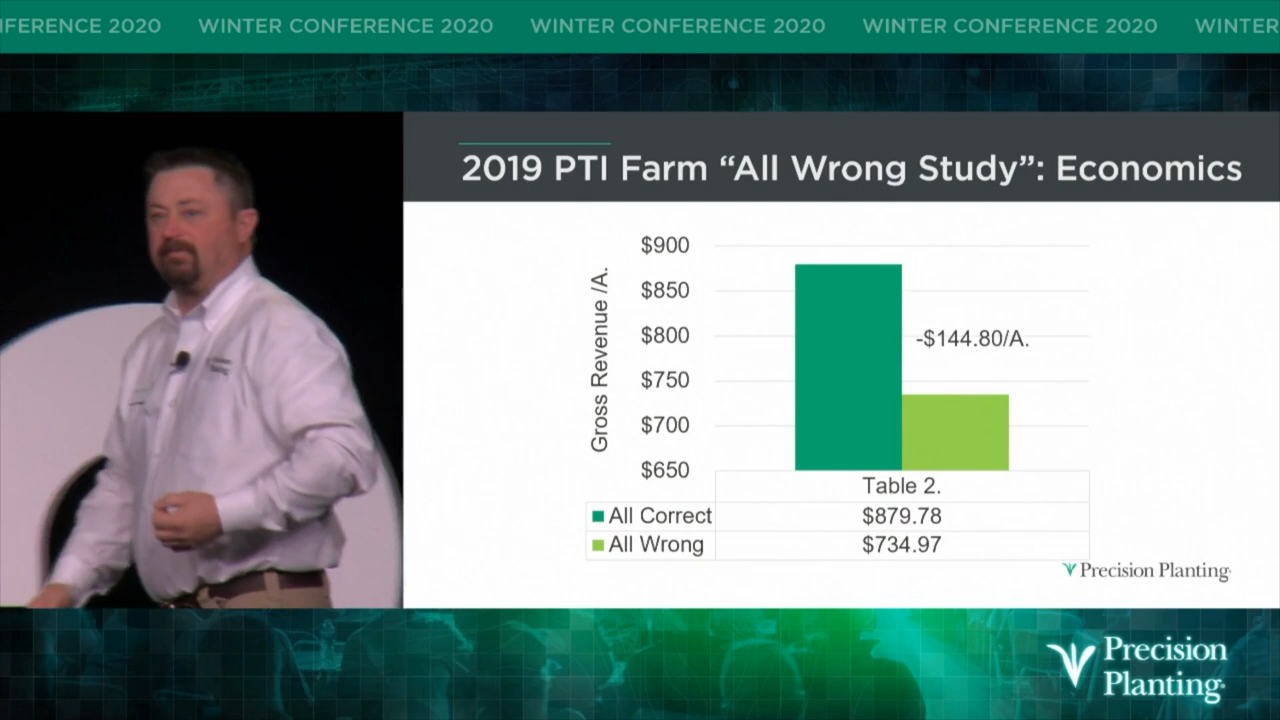 FERENCE 2020 WINTER CONFERENCE 2020 WINTER CONFERENCE 2020 WINTER CONFERENCE 2020 WINTER
2019 PTI Farm “All Wrong Study”: Economics
Gross Revenue /A.
$900
$850
$800
$750
$700
$650
-$144.80/A.
Table 2.
All Correct $879.78
All Wrong $734.97
Precision Planting
Precision
Planting